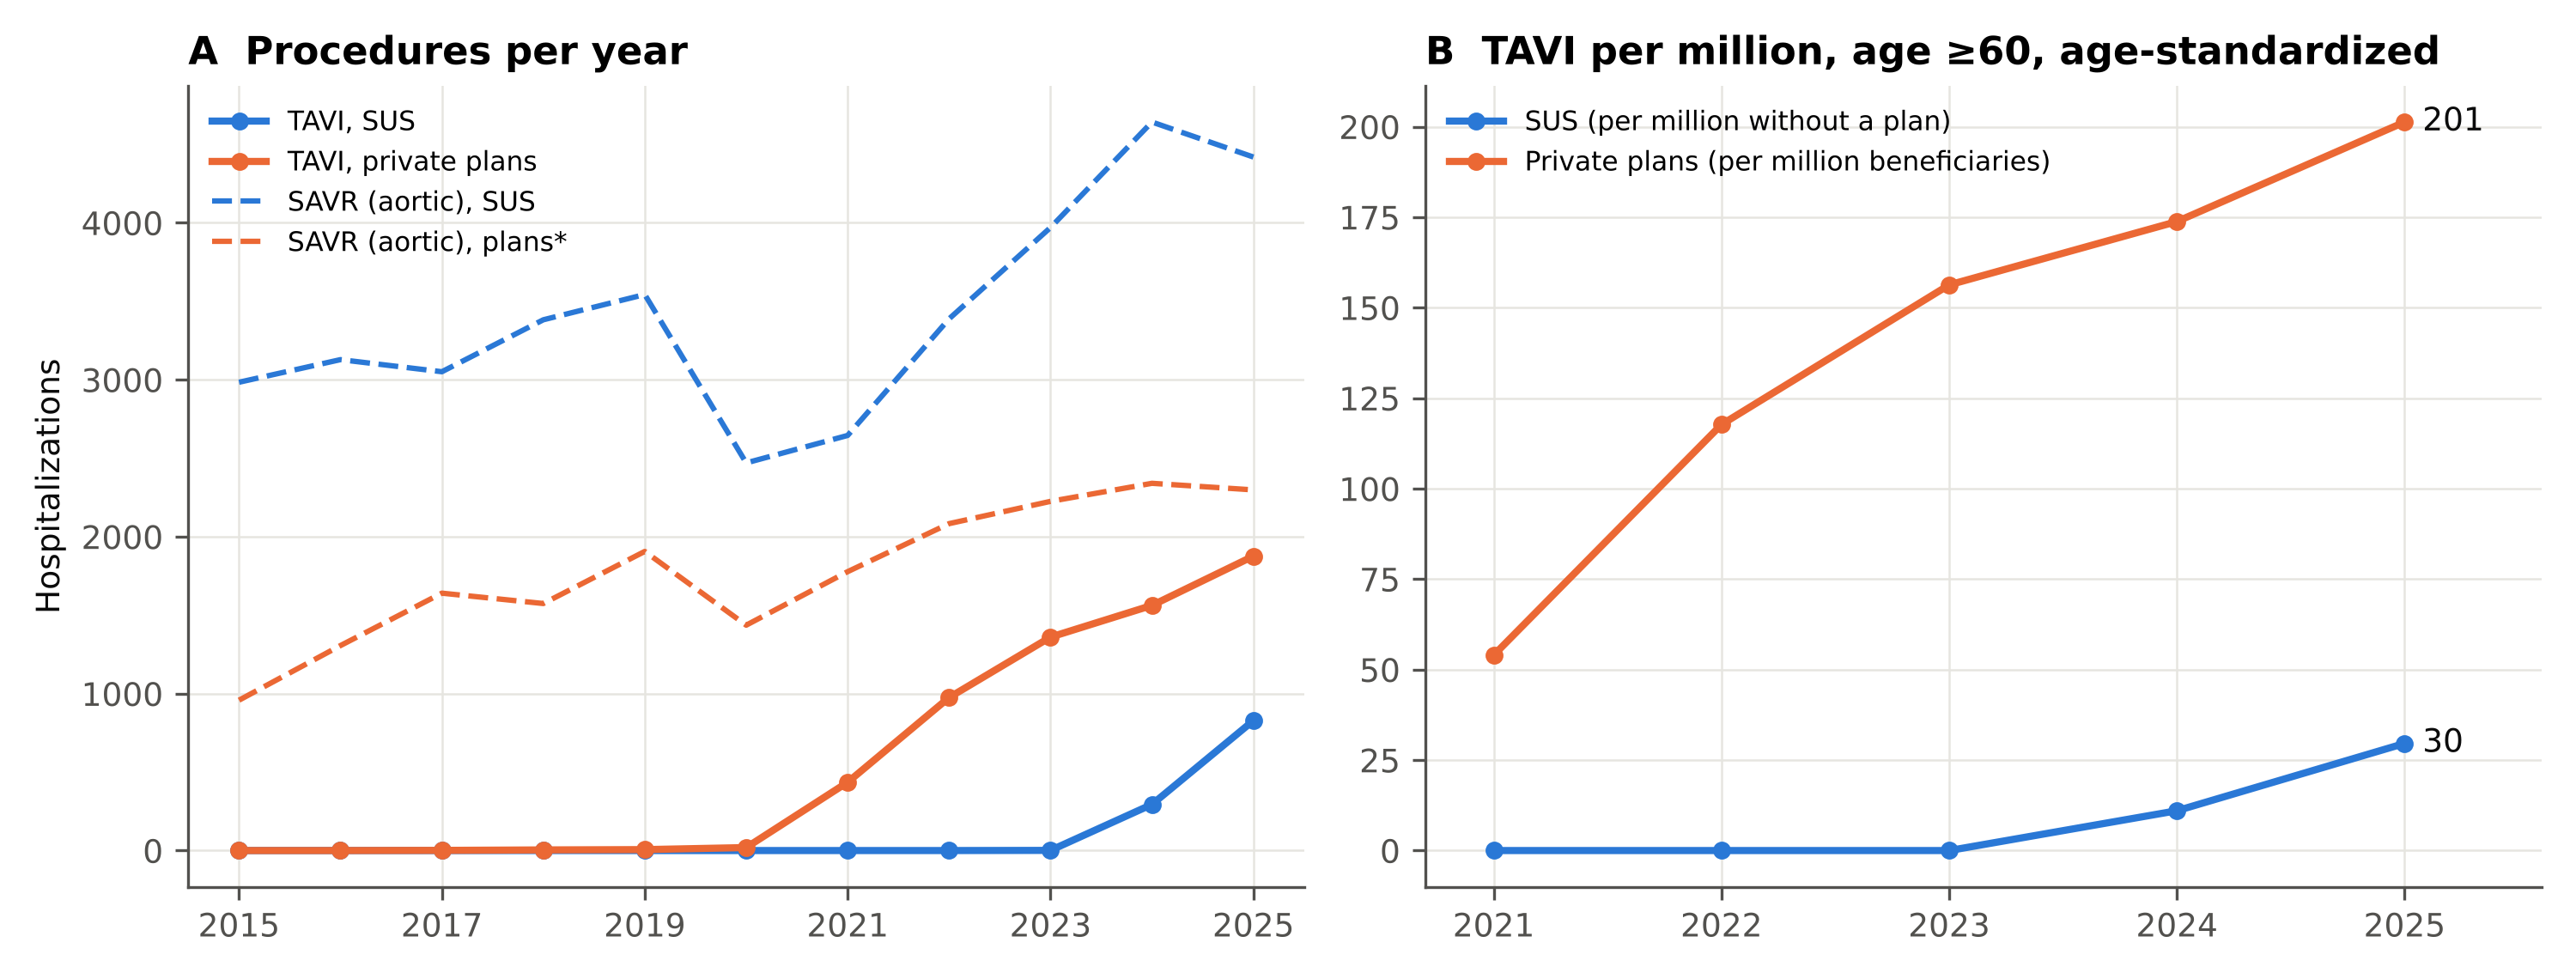 A Procedures per year
TAVI, SUS
TAVI, private plans
SAVR (aortic), SUS
SAVR (aortic), plans*
Hospitalizations
4000
3000
2000
1000
0
2015 2017 2019 2021 2023 2025
B TAVI per million, age ≥60, age-standardized
SUS (per million without a plan)
Private plans (per million beneficiaries)
200
175
150
125
100
75
50
25
0
201
30
2021 2022 2023 2024 2025